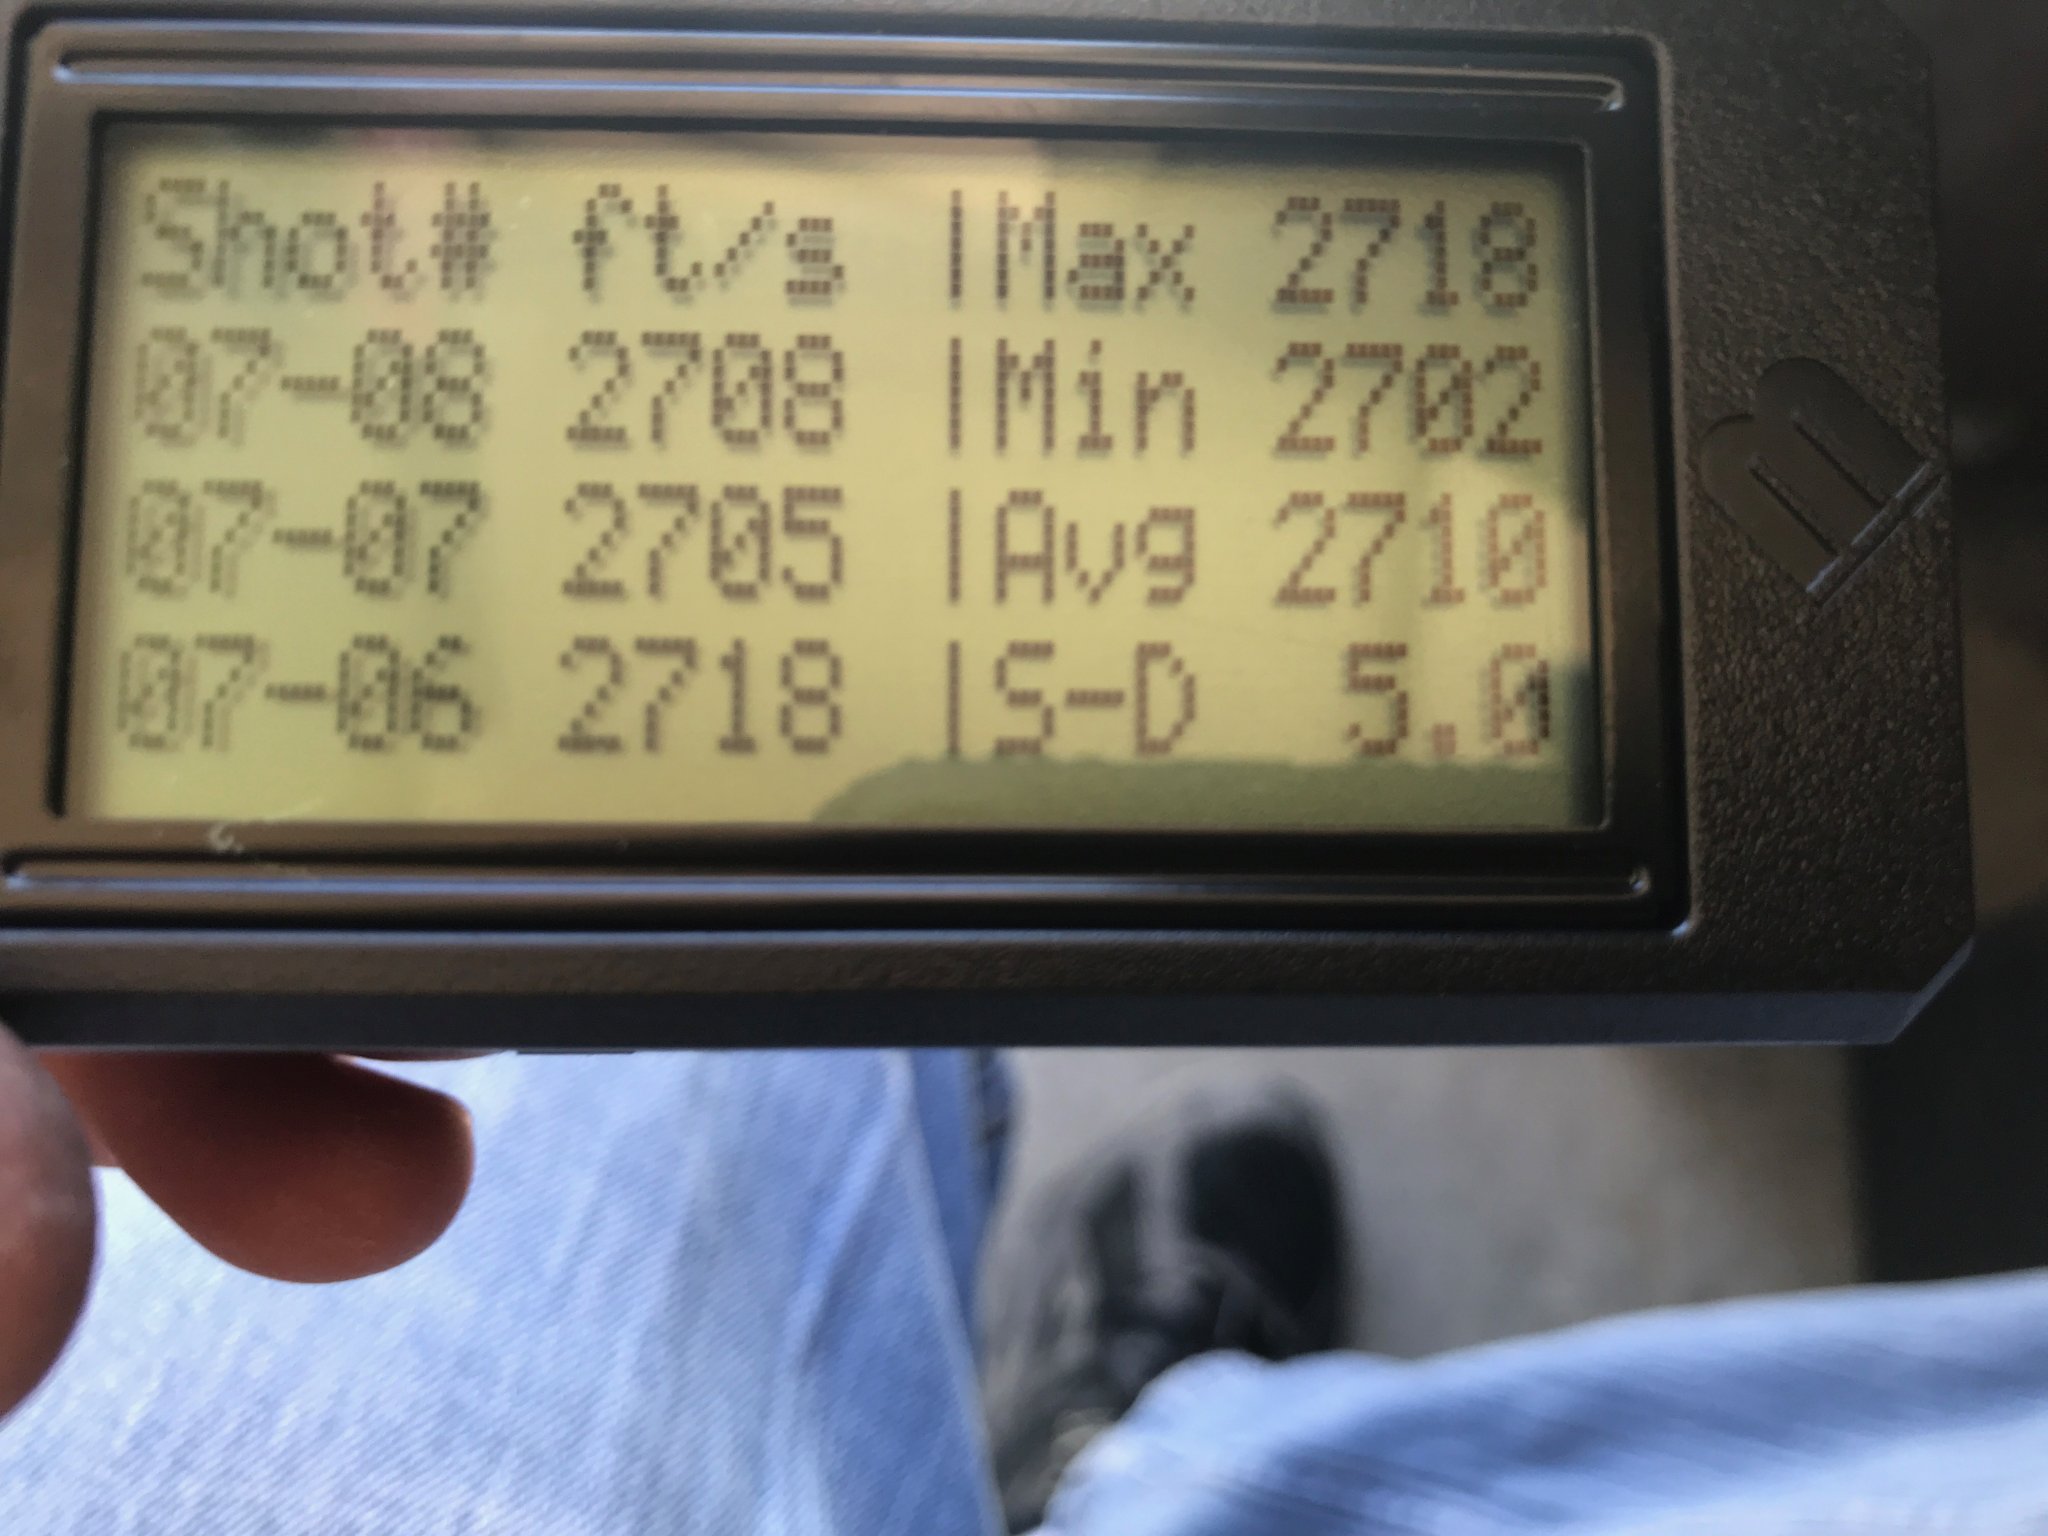 Shot# ft/s |Max 2718
07-08 2708 |Min 2702
07-07 2705 |Avg 2710
07-06 2718 |S-D 5.0